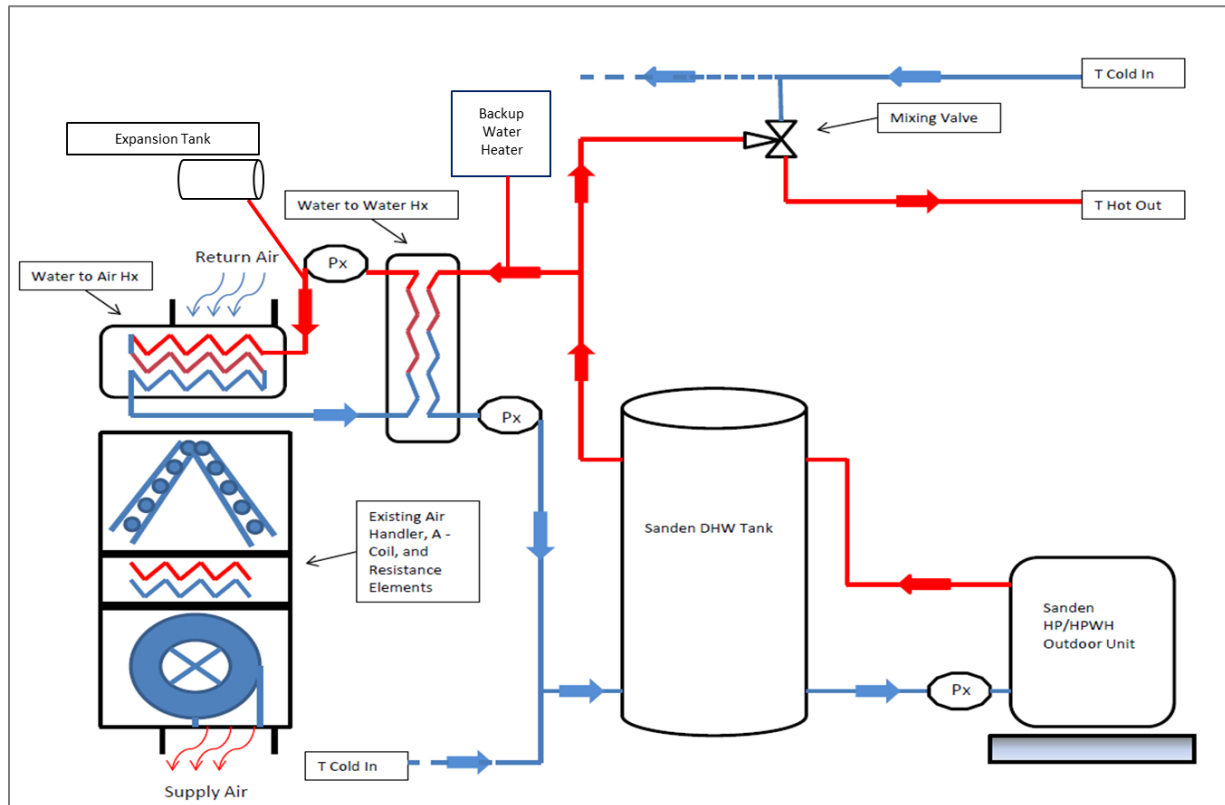 T Cold In
Backup
Water
Heater
Mixing Valve
Expansion Tank
Water to Water Hx
T Hot Out
Return Air
Px
Water to Air Hx
Px
Existing Air
Handler, A -
Coil, and
Resistance
Elements
Sanden DHW Tank
Sanden
HP/HPWH
Outdoor Unit
Px
T Cold In
Supply Air